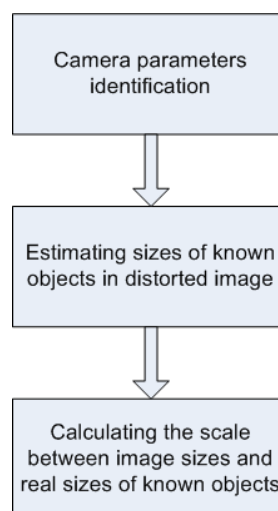 Camera parameters
identification
Estimating sizes of known
objects in distorted image
Calculating the scale
between image sizes and
real sizes of known objects